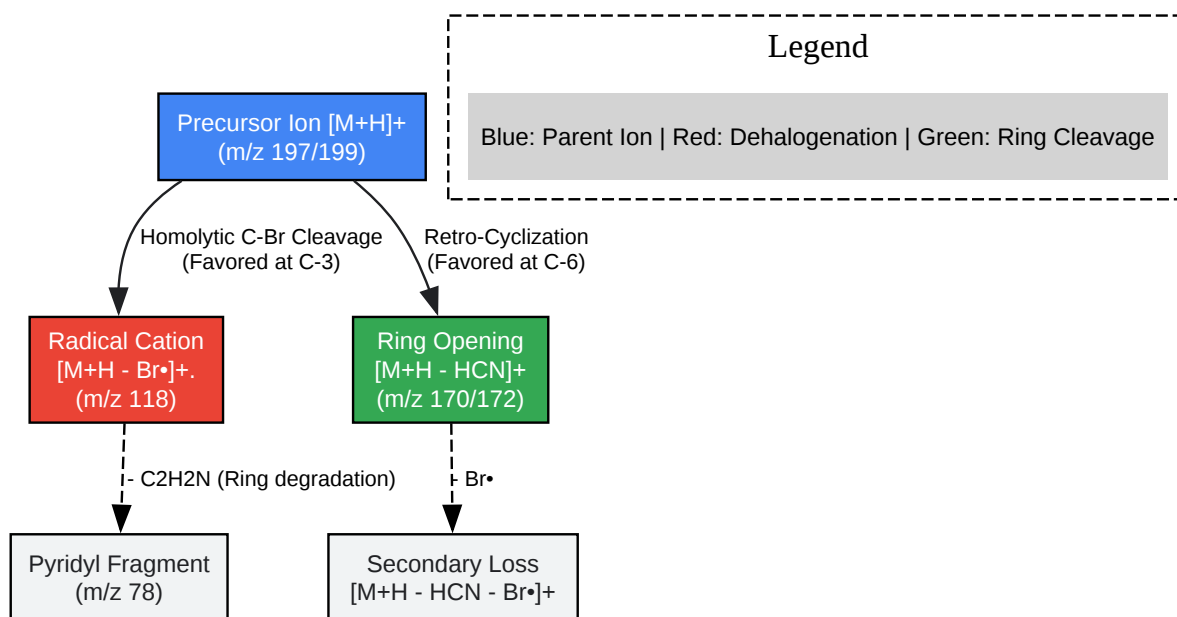 Legend
Blue: Parent Ion | Red: Dehalogenation | Green: Ring Cleavage
Precursor Ion [M+H]+
(m/z 197/199)
Homolytic C-Br Cleavage
(Favored at C-3)
Retro-Cyclization
(Favored at C-6)
Radical Cation
[M+H - Br•]+.
(m/z 118)
Ring Opening
[M+H - HCN]+
(m/z 170/172)
- C2H2N (Ring degradation)
- Br•
Pyridyl Fragment
(m/z 78)
Secondary Loss
[M+H - HCN - Br•]+